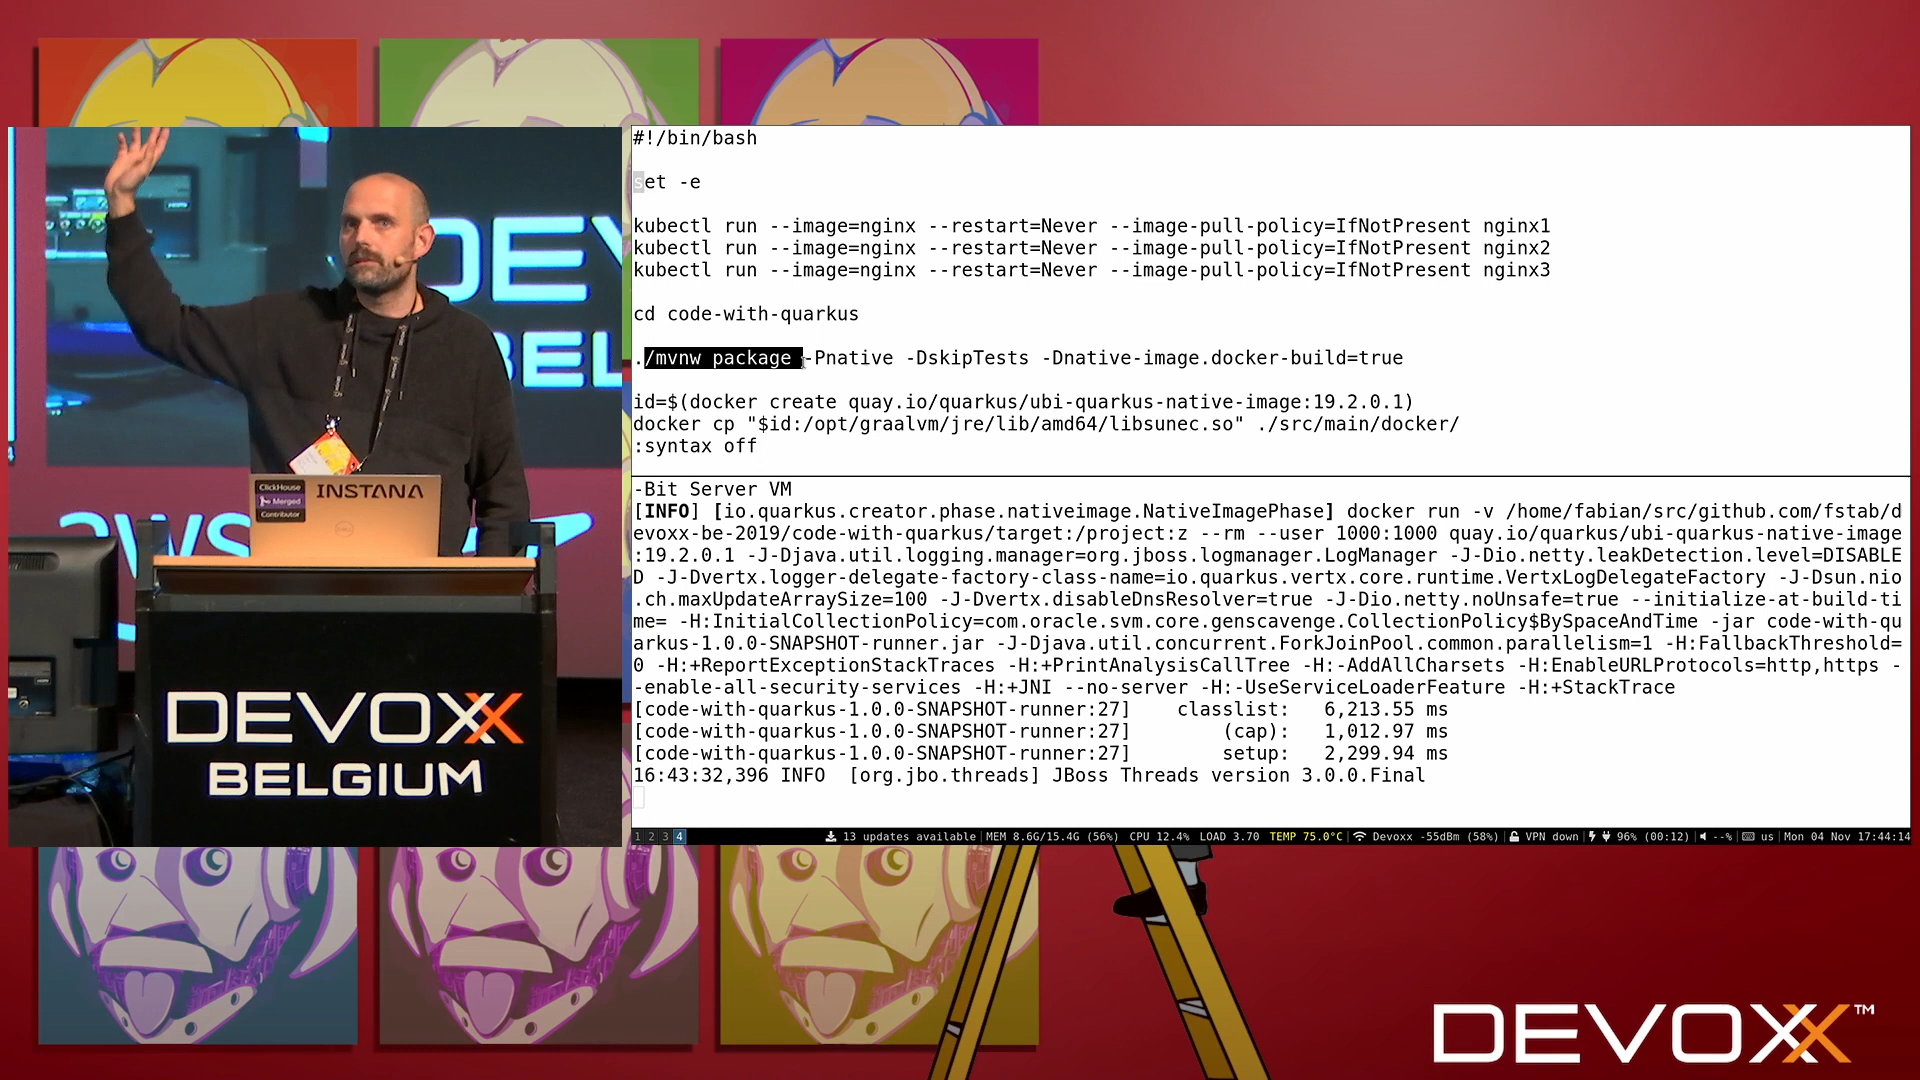 #!/bin/bash
set -e
kubectl run --image=nginx --restart=Never --image-pull-policy=IfNotPresent nginx1
kubectl run --image=nginx --restart=Never --image-pull-policy=IfNotPresent nginx2
kubectl run --image=nginx --restart=Never --image-pull-policy=IfNotPresent nginx3
cd code-with-quarkus
./mvnw package -Pnative -DskipTests -Dnative-image.docker-build=true
id=$(docker create quay.io/quarkus/ubi-quarkus-native-image:19.2.0.1)
docker cp "$id:/opt/graalvm/jre/lib/amd64/libsunec.so" ./src/main/docker/
:syntax off
-Bit Server VM
[INFO] [io.quarkus.creator.phase.nativeimage.NativeImagePhase] docker run -v /home/fabian/src/github.com/fstab/d
evoxx-be-2019/code-with-quarkus/target:/project:z --rm --user 1000:1000 quay.io/quarkus/ubi-quarkus-native-image
:19.2.0.1 -J-Djava.util.logging.manager=org.jboss.logmanager.LogManager -J-Dio.netty.leakDetection.level=DISABLE
D -J-Dvertx.logger-delegate-factory-class-name=io.quarkus.vertx.core.runtime.VertxLogDelegateFactory -J-Dsun.nio
.ch.maxUpdateArraySize=100 -J-Dvertx.disableDnsResolver=true -J-Dio.netty.noUnsafe=true --initialize-at-build-ti
me= -H:InitialCollectionPolicy=com.oracle.svm.core.genscavenge.CollectionPolicy$BySpaceAndTime -jar code-with-qu
arkus-1.0.0-SNAPSHOT-runner.jar -J-Djava.util.concurrent.ForkJoinPool.common.parallelism=1 -H:FallbackThreshold=
0 -H:+ReportExceptionStackTraces -H:+PrintAnalysisCallTree -H:-AddAllCharsets -H:EnableURLProtocols=http,https -
-enable-all-security-services -H:+JNI --no-server -H:-UseServiceLoaderFeature -H:+StackTrace
[code-with-quarkus-1.0.0-SNAPSHOT-runner:27] classlist: 6,213.55 ms
[code-with-quarkus-1.0.0-SNAPSHOT-runner:27] (cap): 1,012.97 ms
[code-with-quarkus-1.0.0-SNAPSHOT-runner:27] setup: 2,299.94 ms
16:43:32,396 INFO [org.jbo.threads] JBoss Threads version 3.0.0.Final
1 2 3 4 13 updates available MEM 8.6G/15.4G (56%) CPU 12.4% LOAD 3.70 TEMP 75.0°C Devoxx -55dBm (58%) VPN down 96% (00:12) --% us Mon 04 Nov 17:44:14
DEV
BEL
aws
ClickHouse
Merged
Contributor
INSTANA
DELL
DEVOXX
BELGIUM
DEVOXX™